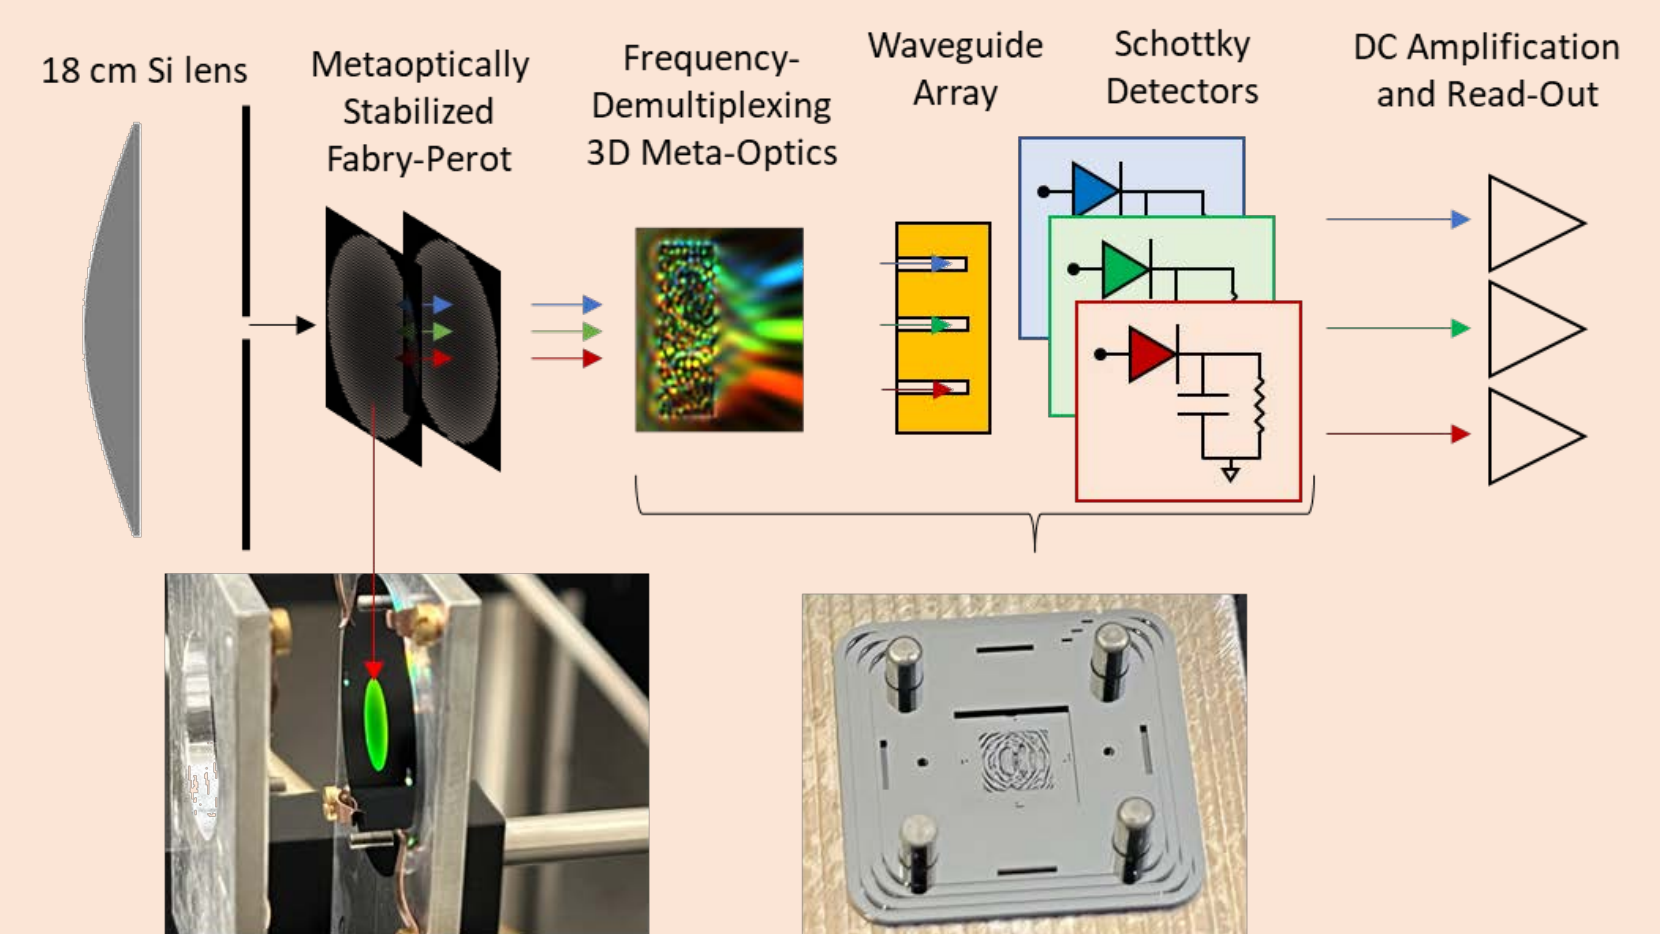 18 cm Si lens
Metaoptically
Stabilized
Fabry-Perot
Frequency-
Demultiplexing
3D Meta-Optics
Waveguide
Array
Schottky
Detectors
DC Amplification
and Read-Out